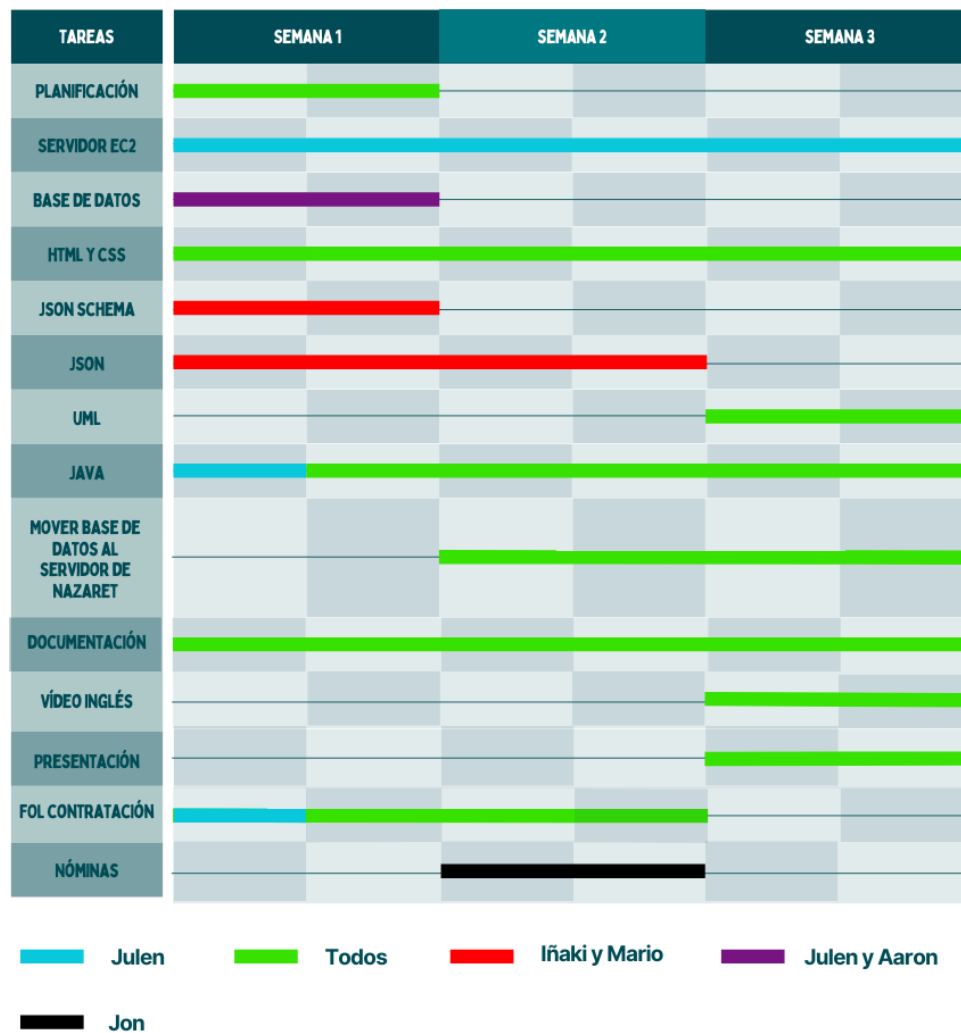 TAREAS
SEMANA 1
SEMANA 2
SEMANA 3
PLANIFICACIÓN
SERVIDOR EC2
BASE DE DATOS
HTML Y CSS
JSON SCHEMA
JSON
UML
JAVA
MOVER BASE DE
DATOS AL
SERVIDOR DE
NAZARET
DOCUMENTACIÓN
VÍDEO INGLÉS
PRESENTACIÓN
FOL CONTRATACIÓN
NÓMINAS
Julen
Todos
Iñaki y Mario
Julen y Aaron
Jon